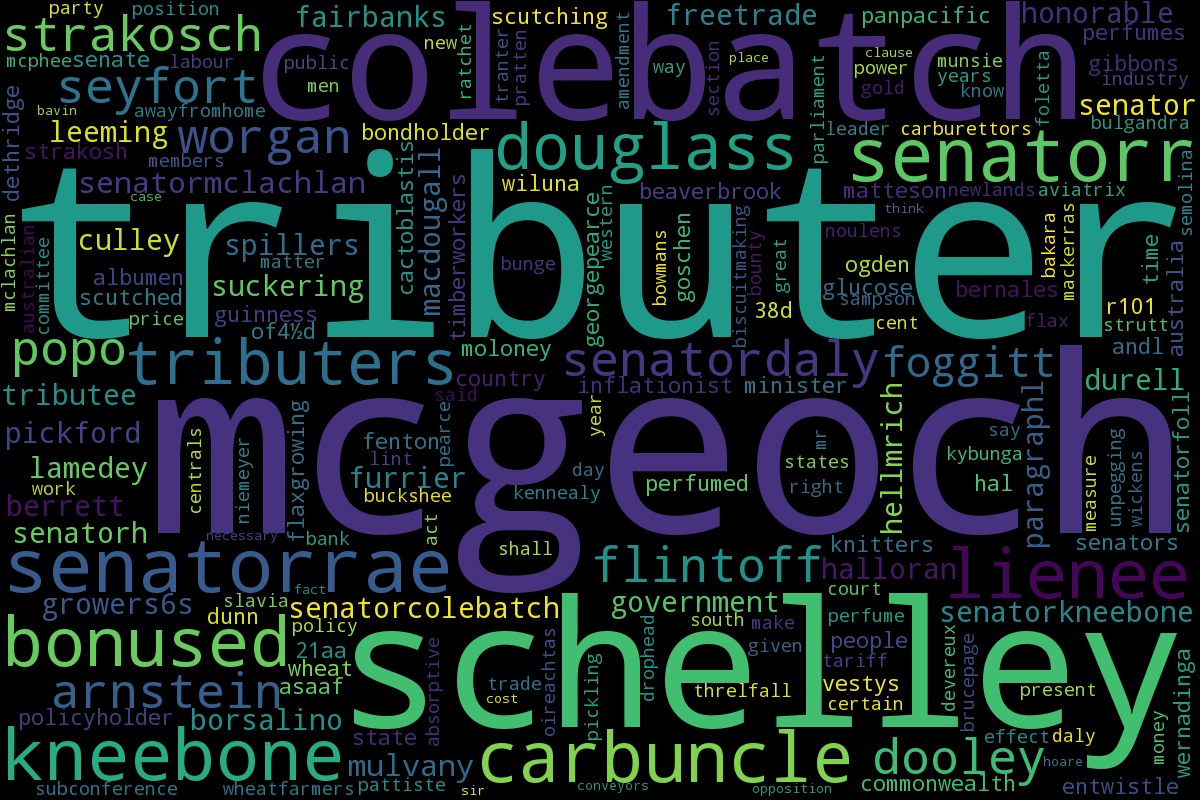 party position fairbanks scutching freetrade panpacific honorable
strakosch colebatch new ratchet tranter pratten amendment place clause perfumes
mcphee senate labour public men way section power munsie gibbons
seyfort awayfromhome gold years know industry foletta senator
bavin leeming worgan bondholder douglass parliament leader carburettors bulgandra
dethridge strakosh members cactoblastis senatorr
senatormclachlan macdougall wiluna beaverbrook matteson newlands aviatrix semolina
case tributer timberworkers georgepearce western think
mclachlan australian committee culley spillers matter suckering bunge bowmans goschen biscuitmaking bounty great noulens ogden bakara mackerras time australia
albumen scutched price guinness of4½d glucose sampson 38d cent bernales r101 flax strutt
popo tributers moloney senatordaly foggitt andl
tributee country said inflationist minister durell
pickford mcgeoch year hellmrich paragraphl senatorfoll
centrals niemeyer flaxgrowing fenton pearce lint furrier mr say
lamedey work buckshee day kennealy perfumed states right hal kybunga measure unpegging wickens
berrett senatorh necessary bank act shall knitters senators
senatorrae flintoff halloran lienee
fact court
growers6s slavia dunn senatorcolebatch government south make perfume senatorkneebone
bonused policy 21aa wheat schelley given people
arnstein asaaf absorptive trade cost oireachtas pickling drophead threlfall tariff vestys certain devereux brucepage present wernadinga
policyholder borsalino state effect daly money
kneebone mulvany carbuncle dooley hoare
subconference wheatfarmers pattiste sir conveyors opposition commonwealth entwistle